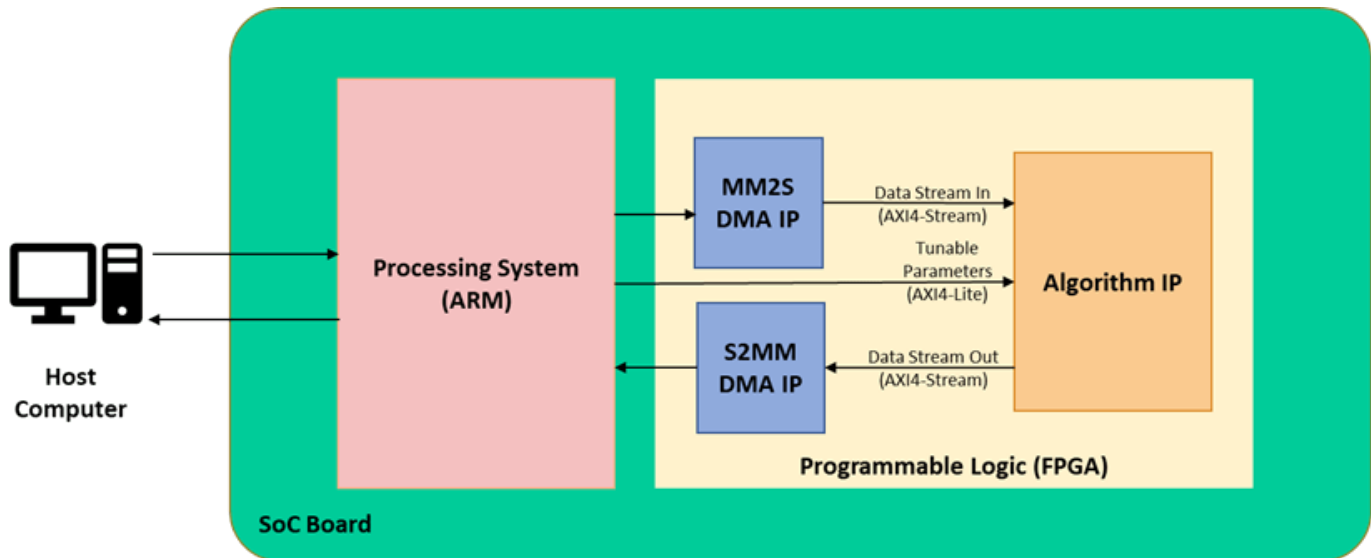 Host
Computer
Processing System
(ARM)
MM2S
DMA IP
Data Stream In
(AXI4-Stream)
Tunable
Parameters
(AXI4-Lite)
Algorithm IP
S2MM
DMA IP
Data Stream Out
(AXI4-Stream)
Programmable Logic (FPGA)
SoC Board